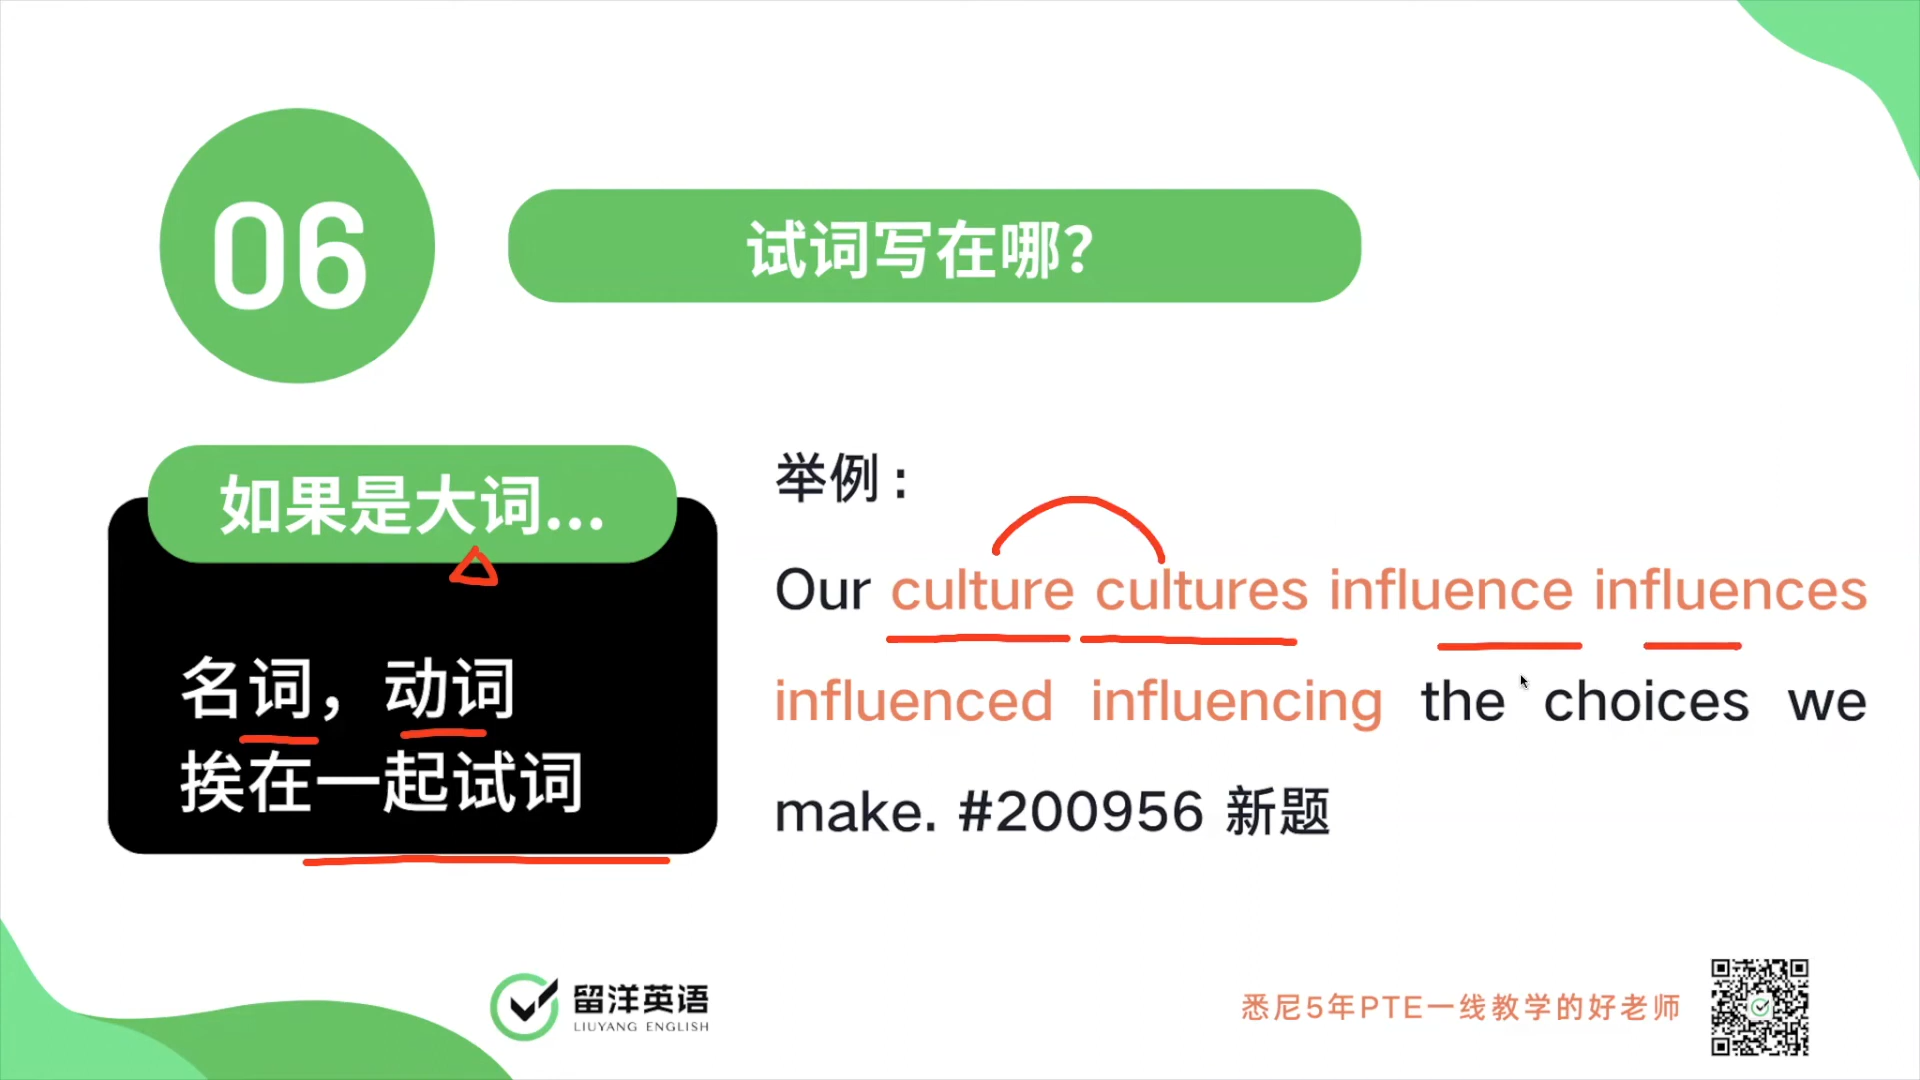 06
试词写在哪?
如果是大词...
名词，动词
挨在一起试词
举例：
Our culture cultures influence influences
influenced influencing the choices we
make. #200956 新题
留洋英语
LIUYANG ENGLISH
悉尼5年PTE一线教学的好老师